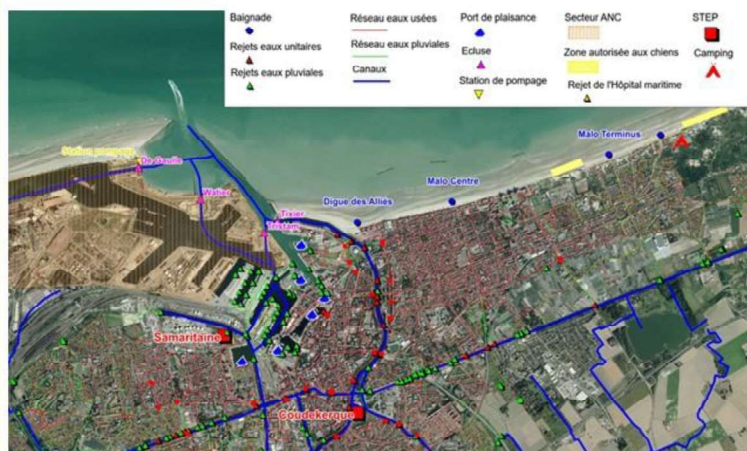 Baignade
Rejets eaux unitaires
Rejets eaux pluviales
Réseau eaux usées
Réseau eaux pluviales
Canaux
Port de plaisance
Ecluse
Station de pompage
Secteur ANC
Zone autorisée aux chiens
Rejet de l'Hôpital maritime
STEP
Camping
Station pompage
De Gaulle
Watier
Tixier
Tristam
Digue des Alliés
Malo Centre
Malo Terminus
Samaritaine
Coudekerque